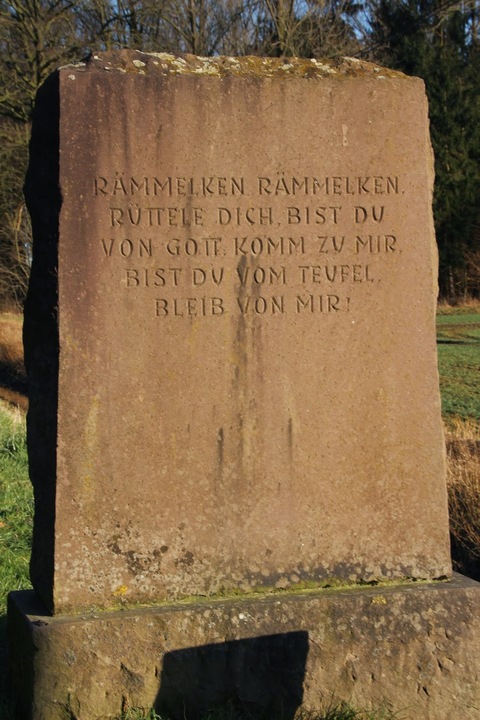 RÄMMELKEN, RÄMMELKEN,
RÜTTELE DICH, BIST DU
VON GOTT, KOMM ZU MIR,
BIST DU VOM TEUFEL,
BLEIB VON MIR!